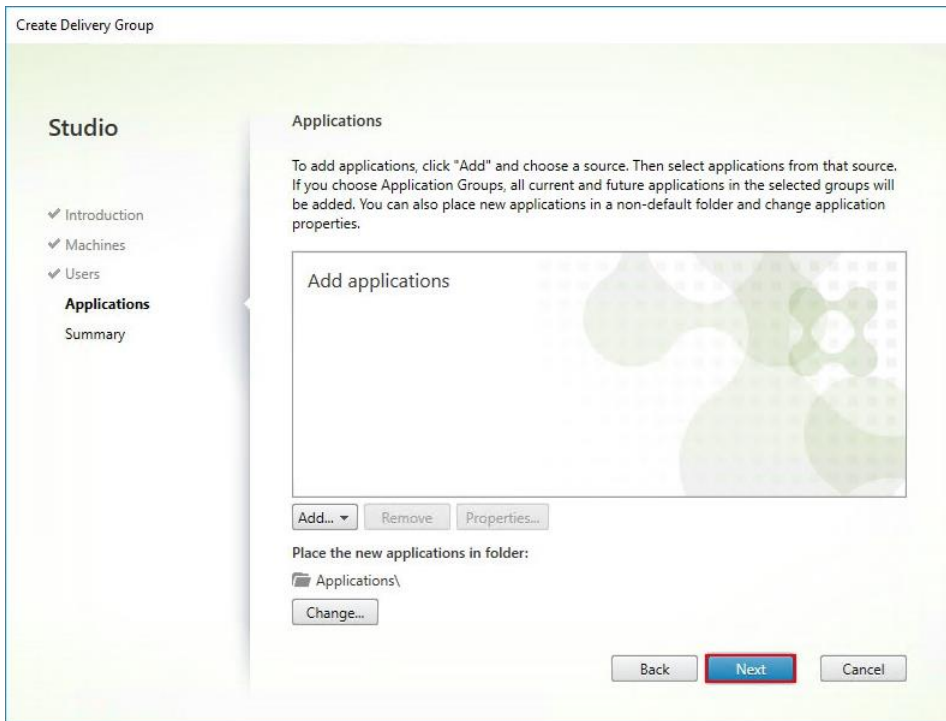 Create Delivery Group
Studio
Introduction
Machines
Users
Applications
Summary
Applications
To add applications, click "Add" and choose a source. Then select applications from that source.
If you choose Application Groups, all current and future applications in the selected groups will
be added. You can also place new applications in a non-default folder and change application
properties.
Add applications
Add...
Remove
Properties...
Place the new applications in folder:
Applications\
Change...
Back
Next
Cancel